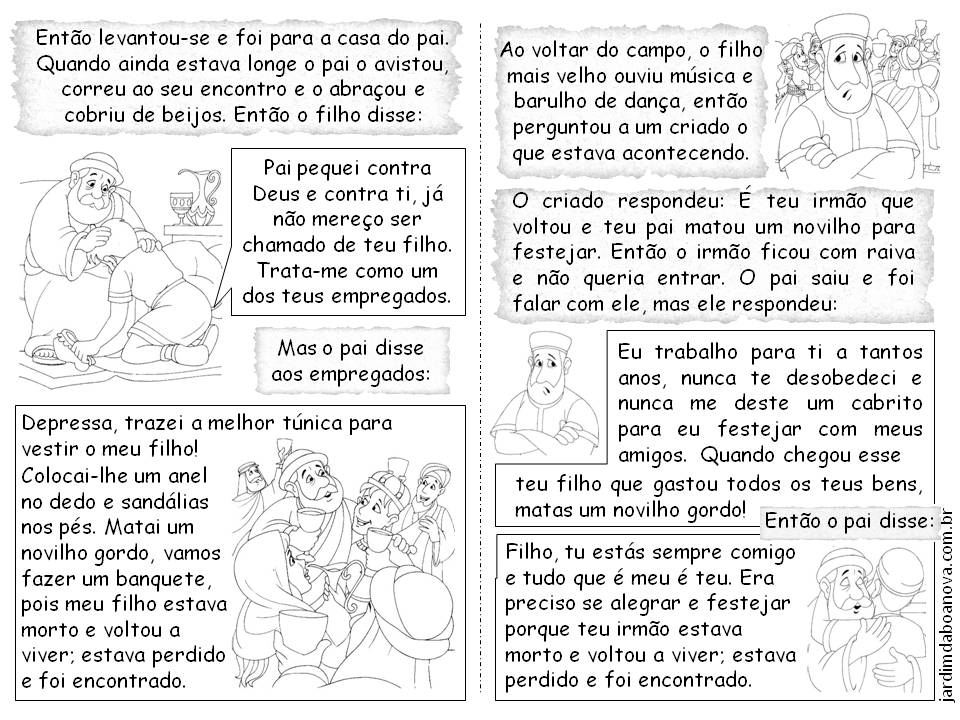 Então levantou-se e foi para a casa do pai.
Quando ainda estava longe o pai o avistou,
correu ao seu encontro e o abraçou e
cobriu de beijos. Então o filho disse:
Pai pequei contra
Deus e contra ti, já
não mereço ser
chamado de teu filho.
Trata-me como um
dos teus empregados.
Mas o pai disse
aos empregados:
Depressa, trazei a melhor túnica para
vestir o meu filho!
Colocai-lhe um anel
no dedo e sandálias
nos pés. Matai um
novilho gordo, vamos
fazer um banquete,
pois meu filho estava
morto e voltou a
viver; estava perdido
e foi encontrado.
Ao voltar do campo, o filho
mais velho ouviu música e
barulho de dança, então
perguntou a um criado o
que estava acontecendo.
O criado respondeu: É teu irmão que
voltou e teu pai matou um novilho para
festejar. Então o irmão ficou com raiva
e não queria entrar. O pai saiu e foi
falar com ele, mas ele respondeu:
Eu trabalho para ti a tantos
anos, nunca te desobedeci e
nunca me deste um cabrito
para eu festejar com meus
amigos. Quando chegou esse
teu filho que gastou todos os teus bens,
matas um novilho gordo!
Então o pai disse:
Filho, tu estás sempre comigo
e tudo que é meu é teu. Era
preciso se alegrar e festejar
porque teu irmão estava
morto e voltou a viver; estava
perdido e foi encontrado.
jardimdaboanova.com.br